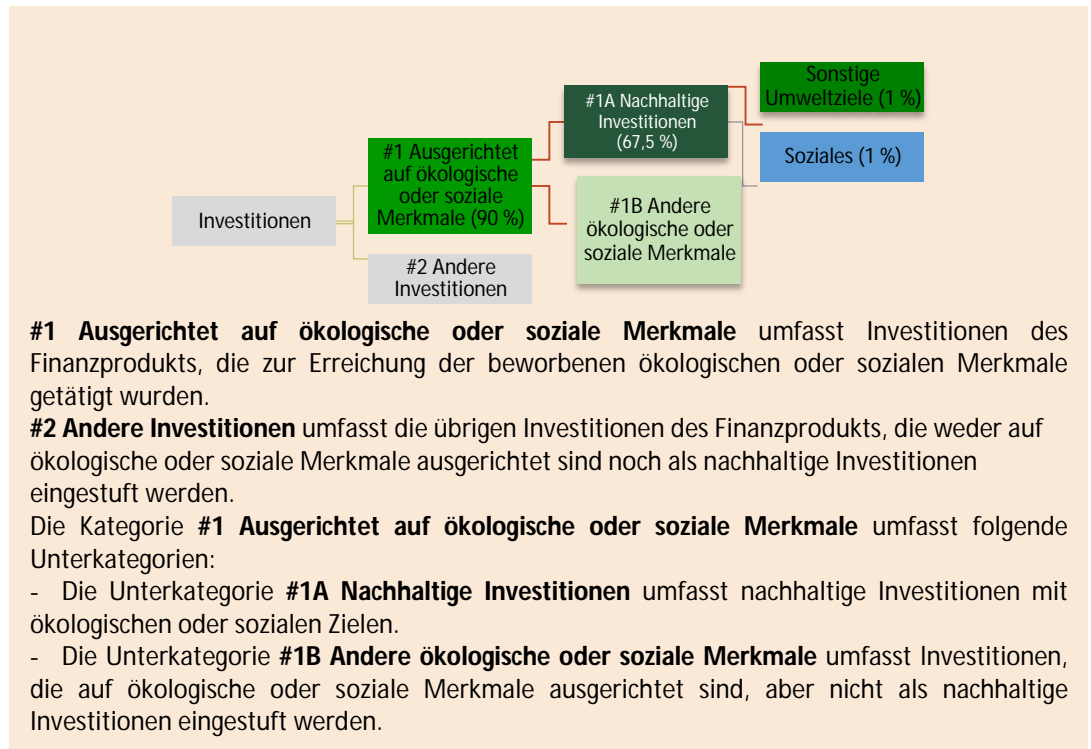 Sonstige
Umweltziele (1 %)
#1A Nachhaltige
Investitionen
(67,5 %)
Soziales (1 %)
#1 Ausgerichtet
auf ökologische
oder soziale
Merkmale (90 %)
#1B Andere
ökologische oder
soziale Merkmale
Investitionen
#2 Andere
Investitionen
#1 Ausgerichtet auf ökologische oder soziale Merkmale umfasst Investitionen des
Finanzprodukts, die zur Erreichung der beworbenen ökologischen oder sozialen Merkmale
getätigt wurden.
#2 Andere Investitionen umfasst die übrigen Investitionen des Finanzprodukts, die weder auf
ökologische oder soziale Merkmale ausgerichtet sind noch als nachhaltige Investitionen
eingestuft werden.
Die Kategorie #1 Ausgerichtet auf ökologische oder soziale Merkmale umfasst folgende
Unterkategorien:
- Die Unterkategorie #1A Nachhaltige Investitionen umfasst nachhaltige Investitionen mit
ökologischen oder sozialen Zielen.
- Die Unterkategorie #1B Andere ökologische oder soziale Merkmale umfasst Investitionen,
die auf ökologische oder soziale Merkmale ausgerichtet sind, aber nicht als nachhaltige
Investitionen eingestuft werden.